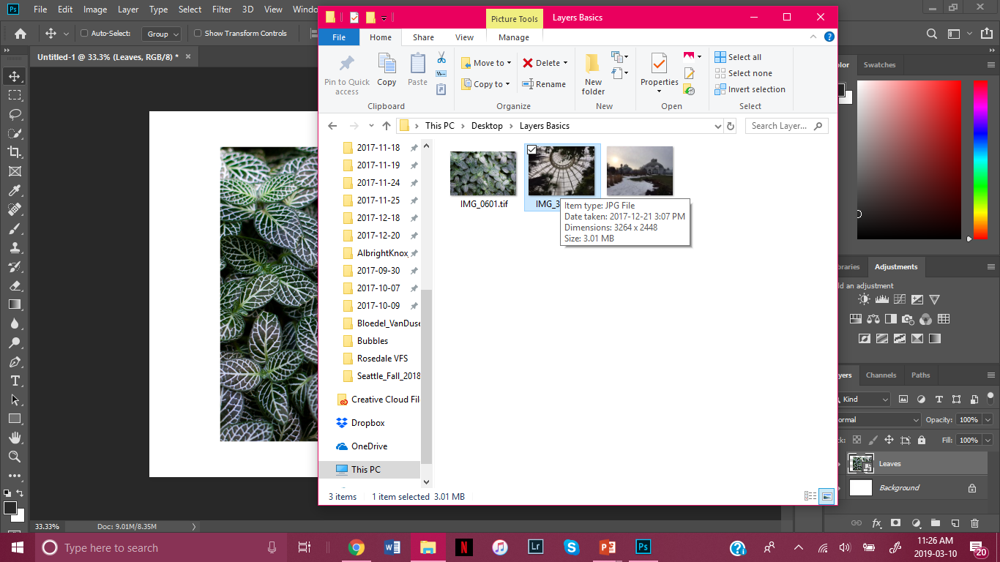 Ps File Edit Image Layer Type Select Filter 3D View Windo
Auto-Select: Group Show Transform Controls
Untitled-1 @ 33.3% (Leaves, RGB/8) *
Picture Tools Layers Basics
File Home Share View Manage
Pin to Quick access
Copy
Paste
Clipboard
Move to
Copy to
Delete
Rename
Organize
New folder
New
Properties
Open
Select all
Select none
Invert selection
Select
This PC Desktop Layers Basics
Search Layer...
2017-11-18
2017-11-19
2017-11-24
2017-11-25
2017-12-18
2017-12-20
AlbrightKnox
2017-09-30
2017-10-07
2017-10-09
Bloedel_VanDuse
Bubbles
Rosedale VFS
Seattle_Fall_2018
Creative Cloud Fil
Dropbox
OneDrive
This PC
IMG_0601.tif
IMG_3
Item type: JPG File
Date taken: 2017-12-21 3:07 PM
Dimensions: 3264 x 2448
Size: 3.01 MB
3 items 1 item selected 3.01 MB
olor Swatches
braries Adjustments
ld an adjustment
yers Channels Paths
Kind
ormal Opacity: 100%
ck: Fill: 100%
Leaves
Background
33.33% Doc: 9.01M/8.35M
Type here to search
11:26 AM
2019-03-10
20